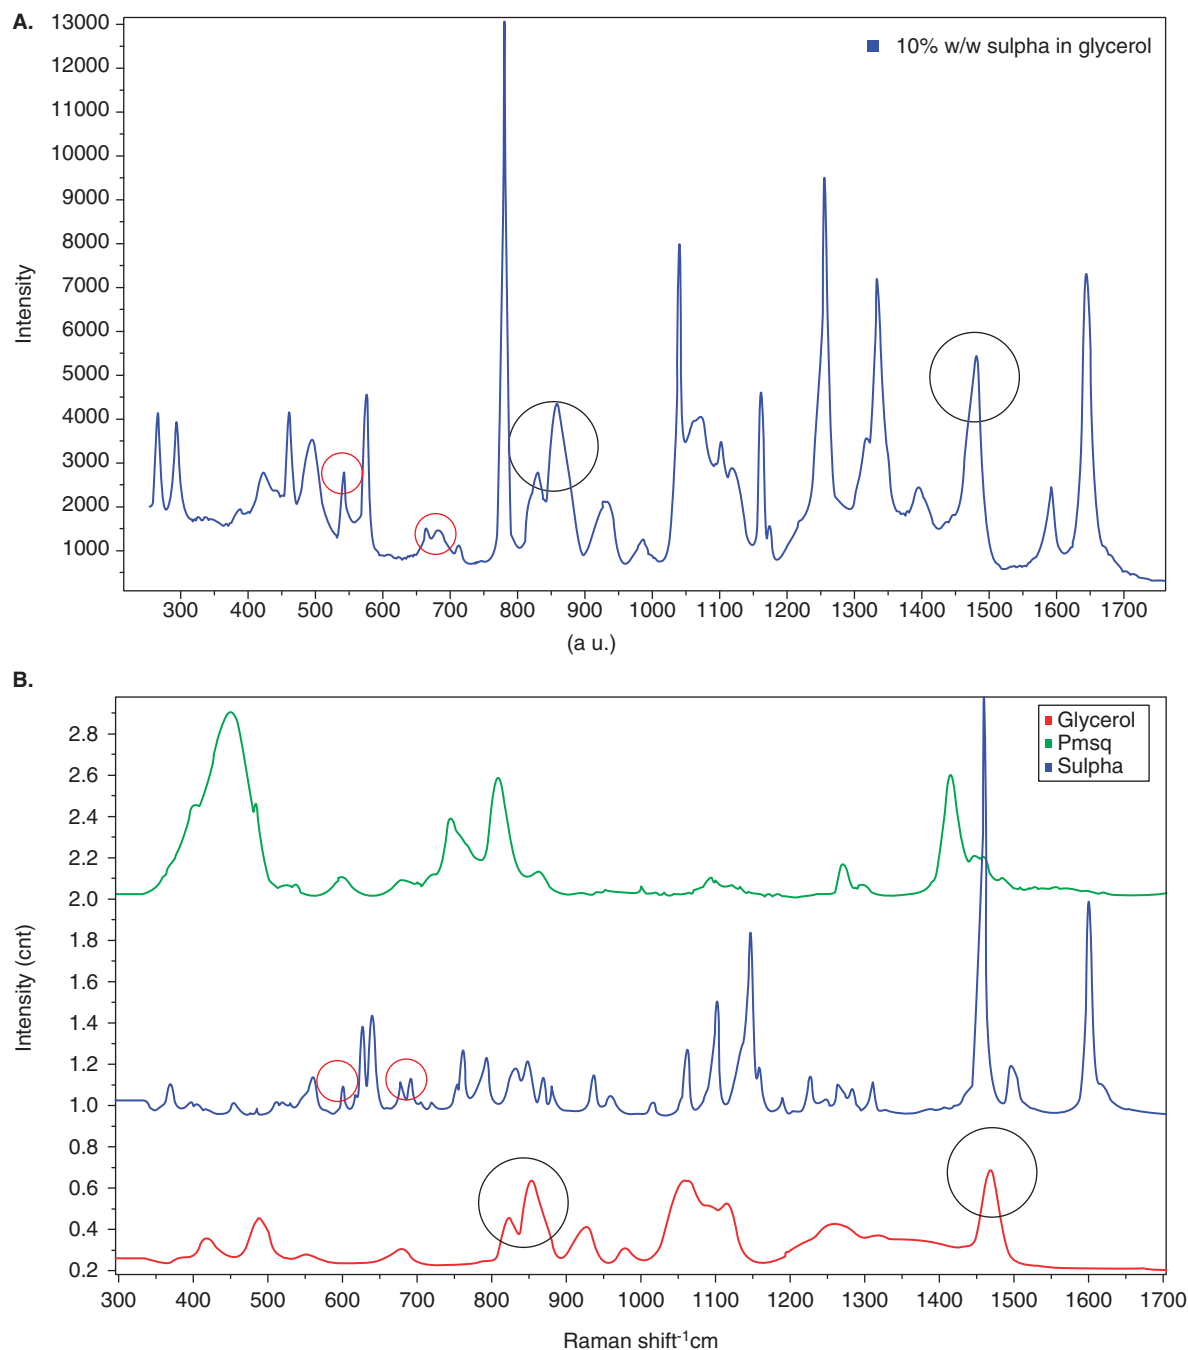 A.
10% w/w sulpha in glycerol
13000
12000
11000
10000
9000
8000
7000
6000
5000
4000
3000
2000
1000
Intensity
300 400 500 600 700 800 900 1000 1100 1200 1300 1400 1500 1600 1700
(a u.)
B.
Glycerol
Pmsq
Sulpha
2.8
2.6
2.4
2.2
2.0
1.8
1.6
1.4
1.2
1.0
0.8
0.6
0.4
0.2
Intensity (cnt)
300 400 500 600 700 800 900 1000 1100 1200 1300 1400 1500 1600 1700
Raman shift-1cm